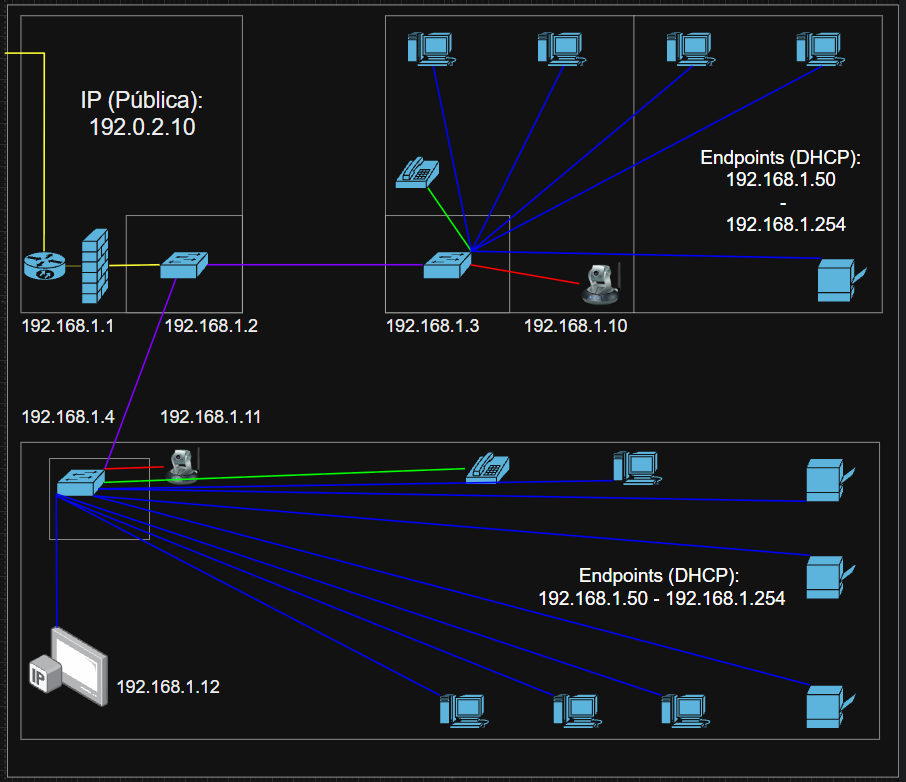 IP (Pública):
192.0.2.10
Endpoints (DHCP):
192.168.1.50
-
192.168.1.254
192.168.1.1
192.168.1.2
192.168.1.3
192.168.1.10
192.168.1.4
192.168.1.11
Endpoints (DHCP):
192.168.1.50 - 192.168.1.254
IP
192.168.1.12